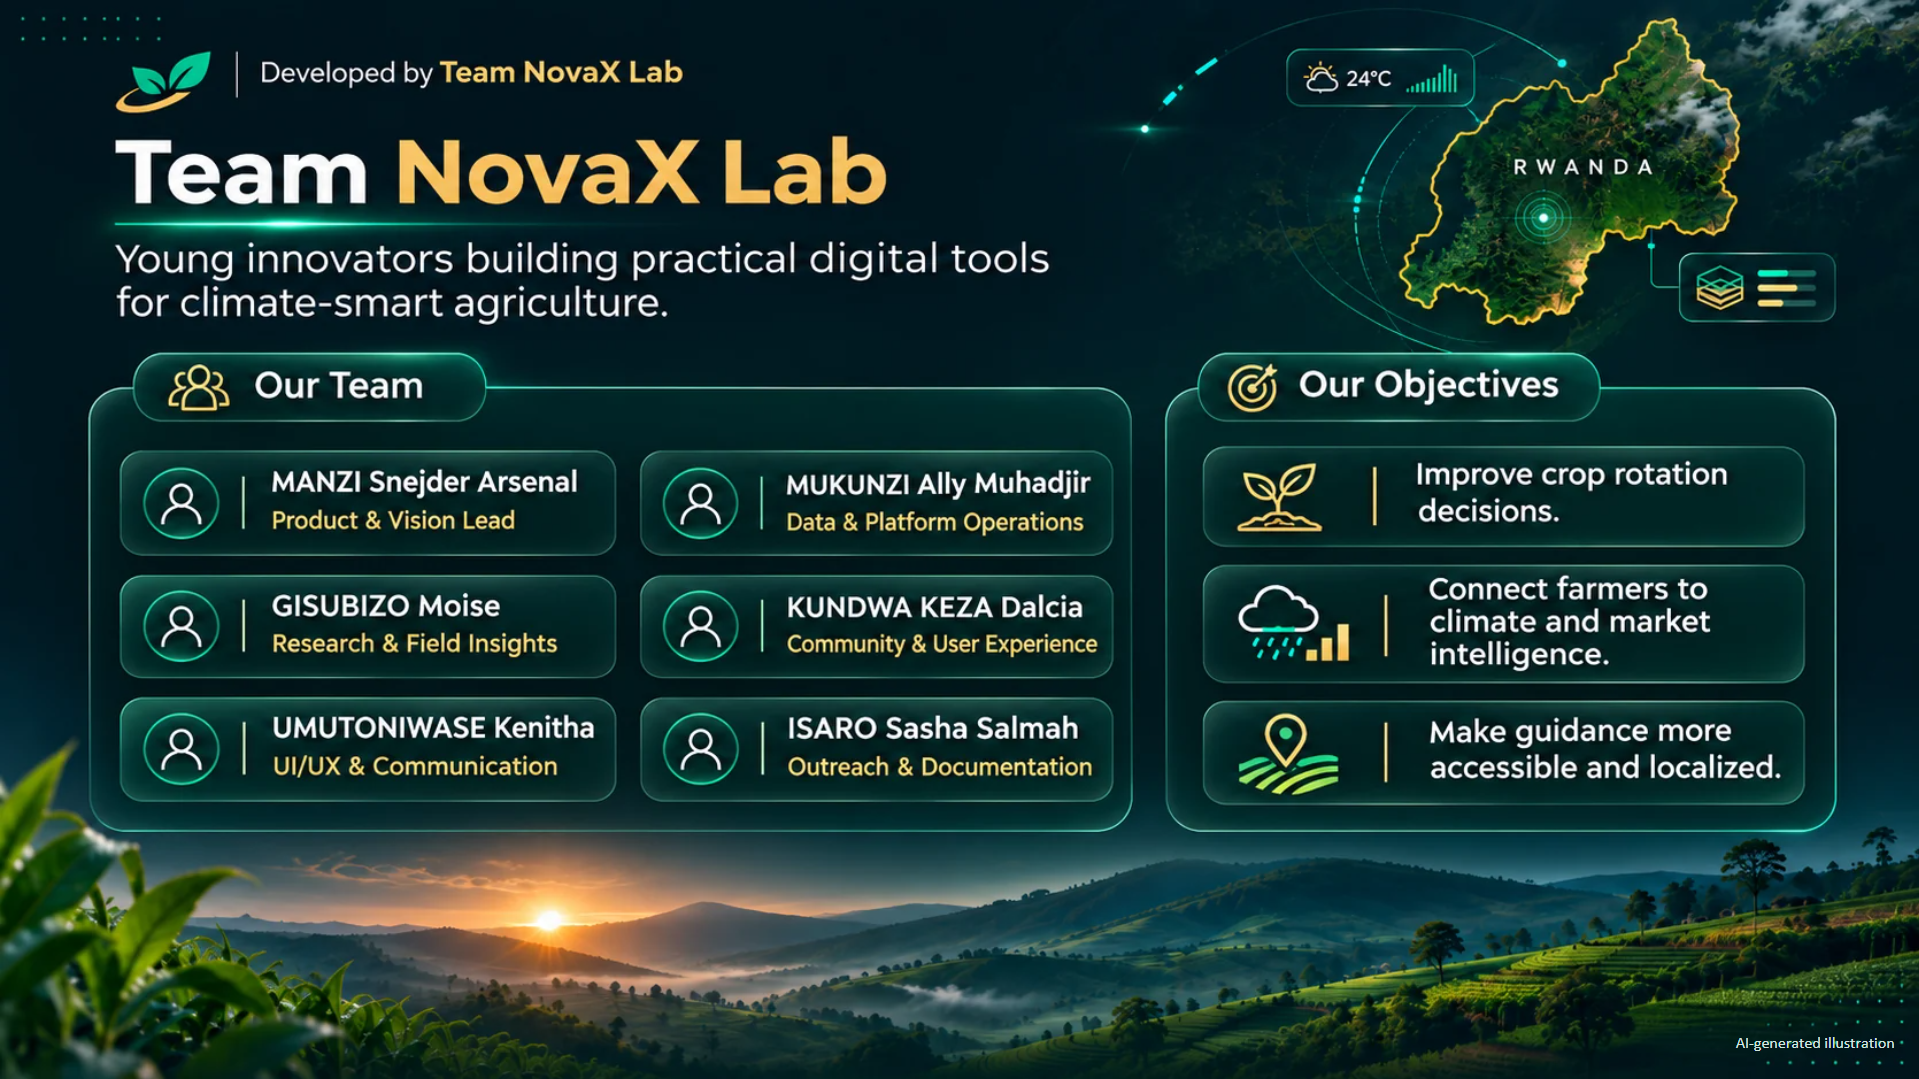 Developed by Team NovaX Lab
Team NovaX Lab
Young innovators building practical digital tools
for climate-smart agriculture.
24°C
RWANDA
Our Team
MANZI Snejder Arsenal
Product & Vision Lead
MUKUNZI Ally Muhadjir
Data & Platform Operations
GISUBIZO Moise
Research & Field Insights
KUNDWA KEZA Dalcia
Community & User Experience
UMUTONIWASE Kenitha
UI/UX & Communication
ISARO Sasha Salmah
Outreach & Documentation
Our Objectives
Improve crop rotation
decisions.
Connect farmers to
climate and market
intelligence.
Make guidance more
accessible and localized.
AI-generated illustration